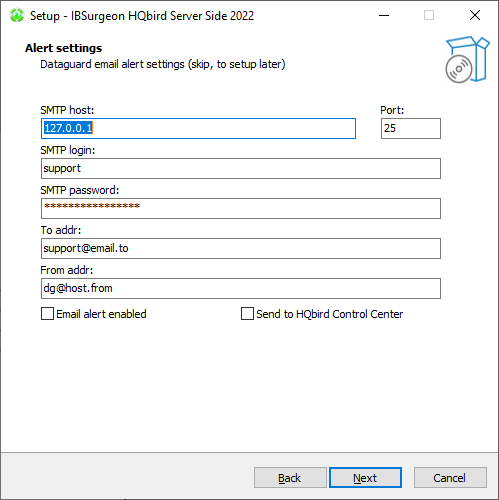 Setup - IBSurgeon HQbird Server Side 2022
Alert settings
Dataguard email alert settings (skip, to setup later)
SMTP host: Port:
127.0.0.1 25
SMTP login:
support
SMTP password:
****************
To addr:
support@email.to
From addr:
dg@host.from
Email alert enabled Send to HQbird Control Center
Back Next Cancel